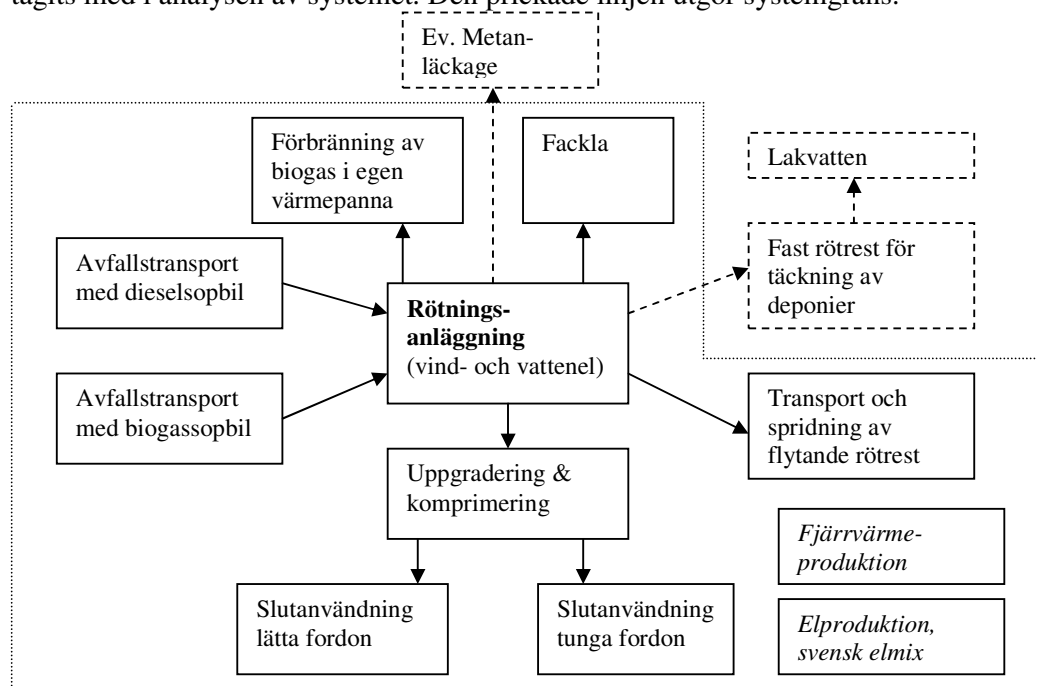 tagits med i analysen av systemet. Den prickade linjen utgör systemgräns.
Ev. Metan-
läckage
Förbränning av
biogas i egen
värmepanna
Fackla
Lakvatten
Avfallstransport
med dieselsopbil
Fast rötrest för
täckning av
deponier
Rötnings-
anläggning
(vind- och vattenel)
Avfallstransport
med biogassopbil
Transport och
spridning av
flytande rötrest
Uppgradering &
komprimering
Fjärrvärme-
produktion
Slutanvändning
lätta fordon
Slutanvändning
tunga fordon
Elproduktion,
svensk elmix